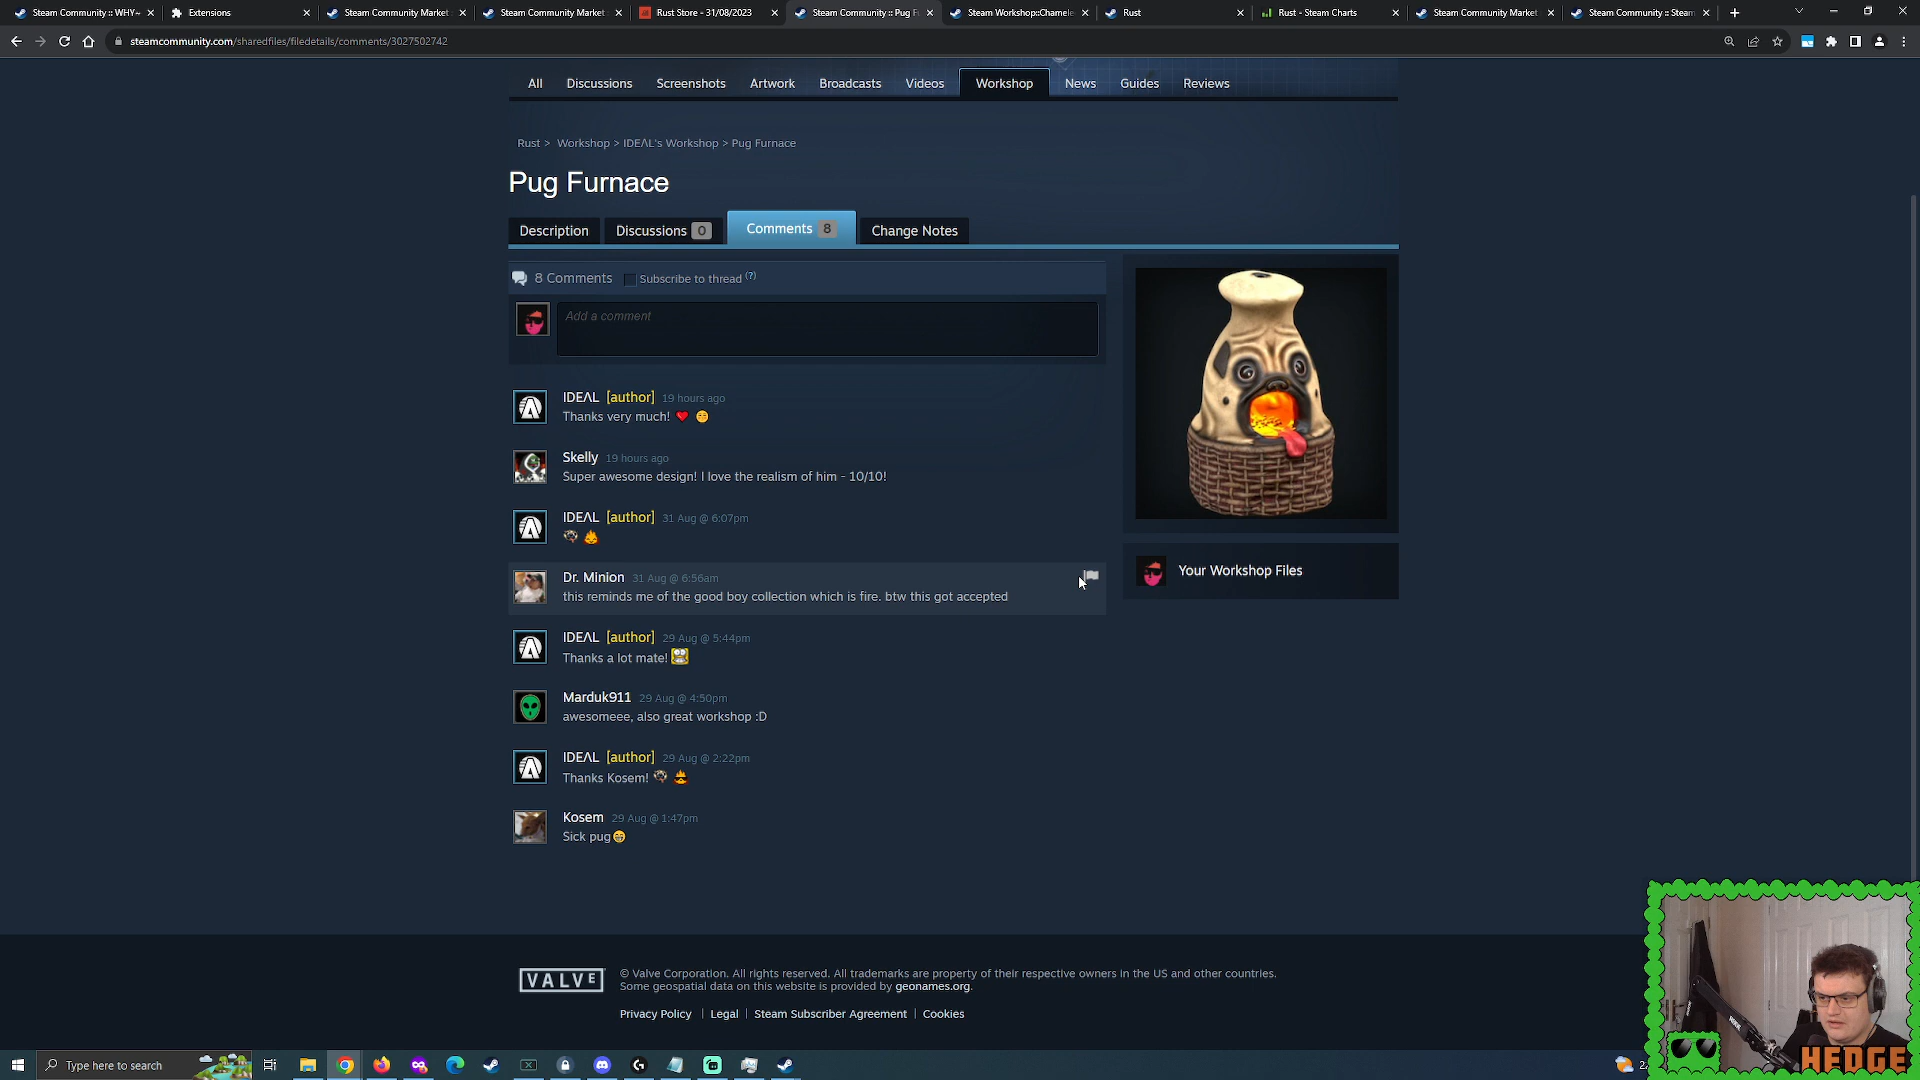 Steam Community :: WHY~
Extensions
Steam Community Market
Steam Community Market
Rust Store - 31/08/2023
Steam Community :: Pug F
Steam Workshop::Chamele
Rust
Rust - Steam Charts
Steam Community Market
Steam Community :: Steam
steamcommunity.com/sharedfiles/filedetails/comments/3027502742
All Discussions Screenshots Artwork Broadcasts Videos Workshop News Guides Reviews
Rust > Workshop > IDEΛL's Workshop > Pug Furnace
Pug Furnace
Description Discussions 0 Comments 8 Change Notes
8 Comments Subscribe to thread (?)
Add a comment
IDEΛL [author] 19 hours ago
Thanks very much!
Skelly 19 hours ago
Super awesome design! I love the realism of him - 10/10!
IDEΛL [author] 31 Aug @ 6:07pm
Dr. Minion 31 Aug @ 6:56am
this reminds me of the good boy collection which is fire. btw this got accepted
IDEΛL [author] 29 Aug @ 5:44pm
Thanks a lot mate!
Marduk911 29 Aug @ 4:50pm
awesomeee, also great workshop :D
IDEΛL [author] 29 Aug @ 2:22pm
Thanks Kosem!
Kosem 29 Aug @ 1:47pm
Sick pug
Your Workshop Files
VALVE
© Valve Corporation. All rights reserved. All trademarks are property of their respective owners in the US and other countries.
Some geospatial data on this website is provided by geonames.org.
Privacy Policy | Legal | Steam Subscriber Agreement | Cookies
Type here to search
HEDGE